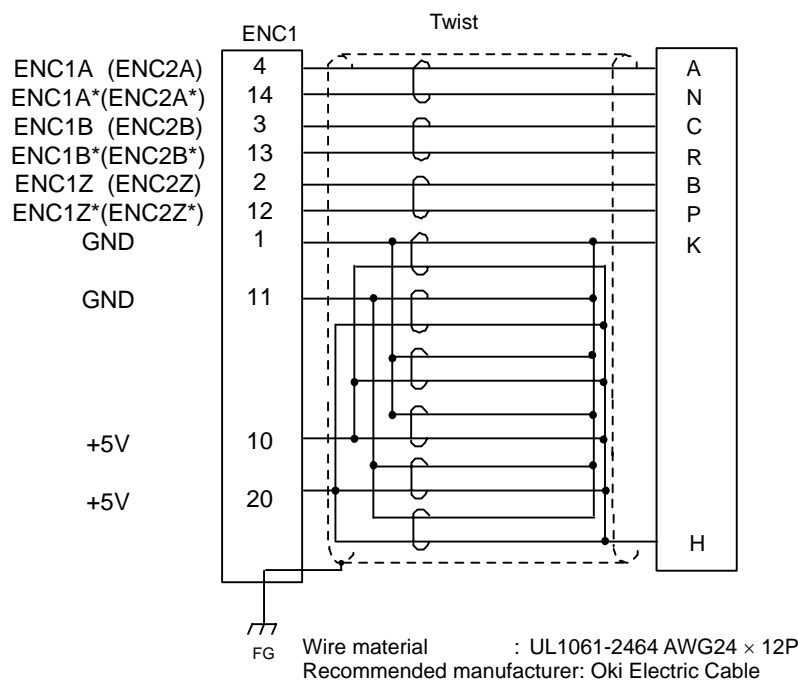 Twist
ENC1
ENC1A (ENC2A) 4 A
ENC1A*(ENC2A*) 14 N
ENC1B (ENC2B) 3 C
ENC1B*(ENC2B*) 13 R
ENC1Z (ENC2Z) 2 B
ENC1Z*(ENC2Z*) 12 P
GND 1 K
GND 11
+5V 10
+5V 20
H
FG
Wire material : UL1061-2464 AWG24 × 12P
Recommended manufacturer: Oki Electric Cable